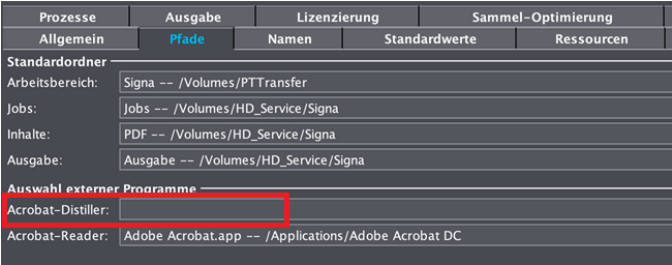 Prozesse Ausgabe Lizenzierung Sammel-Optimierung
Allgemein Pfade Namen Standardwerte Ressourcen
Standardordner
Arbeitsbereich: Signa -- /Volumes/PTTransfer
Jobs: Jobs -- /Volumes/HD_Service/Signa
Inhalte: PDF -- /Volumes/HD_Service/Signa
Ausgabe: Ausgabe -- /Volumes/HD_Service/Signa
Auswahl externer Programme
Acrobat-Distiller:
Acrobat-Reader: Adobe Acrobat.app -- /Applications/Adobe Acrobat DC